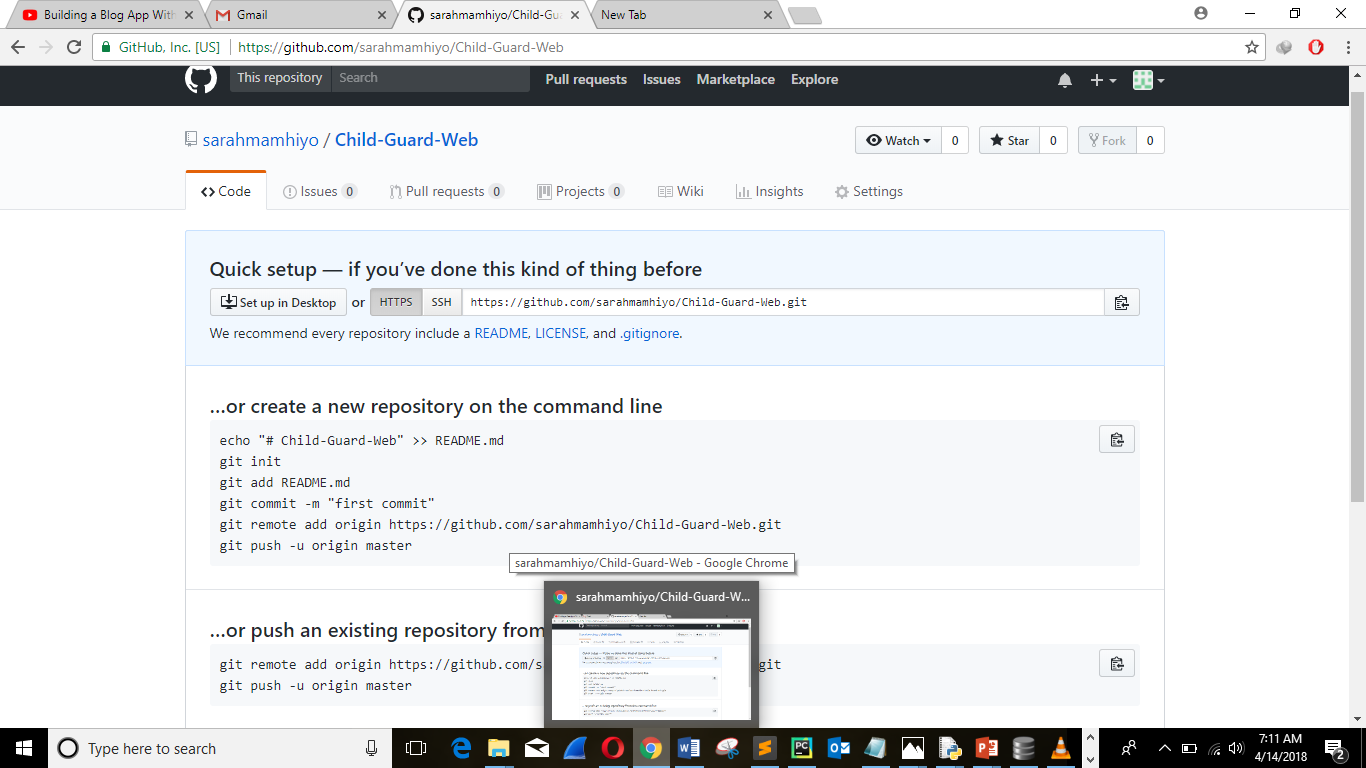 Building a Blog App With
Gmail
sarahmamhiyo/Child-Gu
New Tab
GitHub, Inc. [US]
https://github.com/sarahmamhiyo/Child-Guard-Web
This repository
Search
Pull requests
Issues
Marketplace
Explore
sarahmamhiyo / Child-Guard-Web
Watch 0
Star 0
Fork 0
Code
Issues 0
Pull requests 0
Projects 0
Wiki
Insights
Settings
Quick setup — if you’ve done this kind of thing before
Set up in Desktop or HTTPS SSH https://github.com/sarahmamhiyo/Child-Guard-Web.git
We recommend every repository include a README, LICENSE, and .gitignore.
…or create a new repository on the command line
echo "# Child-Guard-Web" >> README.md
git init
git add README.md
git commit -m "first commit"
git remote add origin https://github.com/sarahmamhiyo/Child-Guard-Web.git
git push -u origin master
sarahmamhiyo/Child-Guard-Web - Google Chrome
sarahmamhiyo/Child-Guard-W...
…or push an existing repository from
git remote add origin https://github.com/s
git
git push -u origin master
Type here to search
7:11 AM
4/14/2018
2